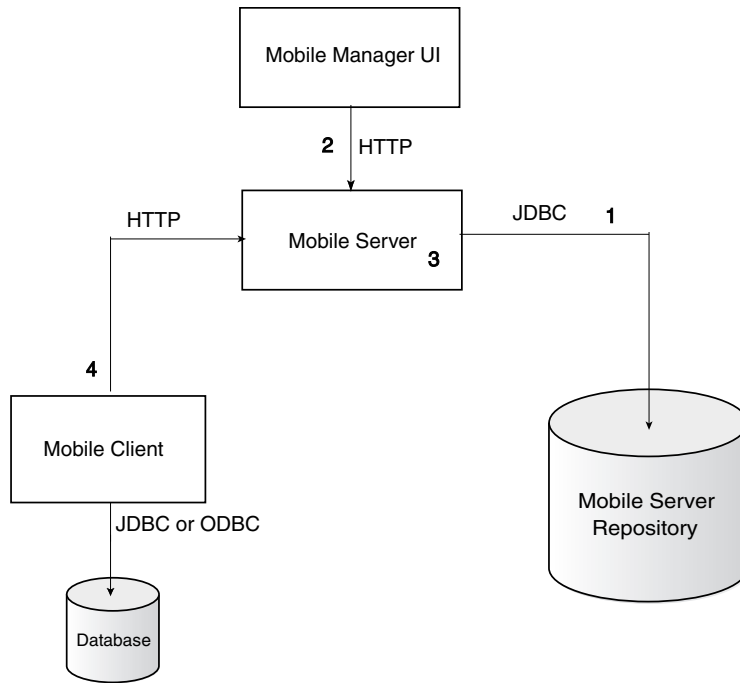 Mobile Manager UI
2 HTTP
HTTP
JDBC 1
Mobile Server
3
4
Mobile Client
JDBC or ODBC
Mobile Server
Repository
Database